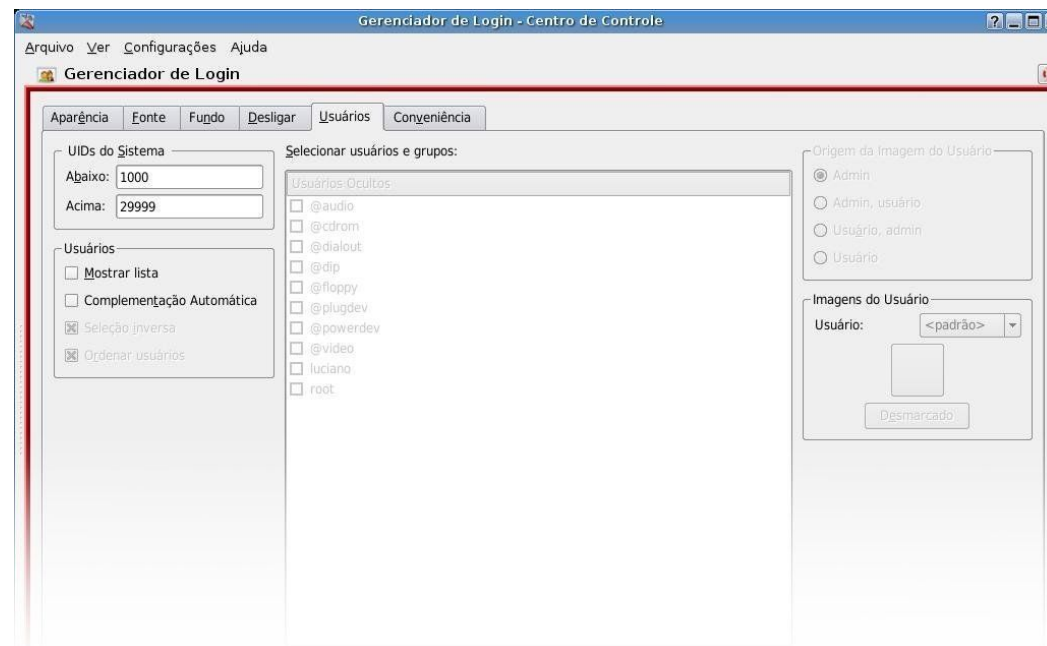 Gerenciador de Login - Centro de Controle
Arquivo Ver Configurações Ajuda
Gerenciador de Login
Aparência Fonte Fundo Desligar Usuários Conveniência
UIDs do Sistema
Abaixo: 1000
Acima: 29999
Usuários
Mostrar lista
Complementação Automática
Seleção inversa
Ordenar usuários
Selecionar usuários e grupos:
Usuários Ocultos
@audio
@cdrom
@dialout
@dip
@floppy
@plugdev
@powerdev
@video
luciano
root
Origem da Imagem do Usuário
Admin
Admin, usuário
Usuário, admin
Usuário
Imagens do Usuário
Usuário: <padrão>
Desmarcado